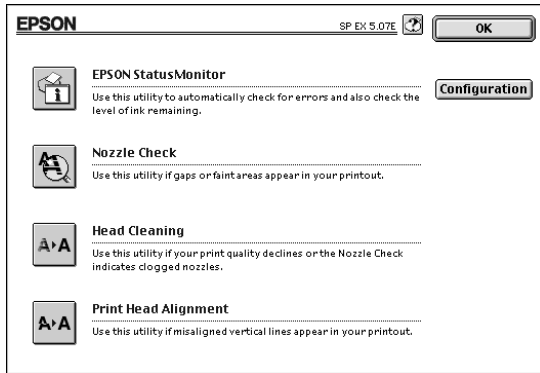 EPSON
SP EX 5.07E
OK
EPSON StatusMonitor
Use this utility to automatically check for errors and also check the
level of ink remaining.
Configuration
Nozzle Check
Use this utility if gaps or faint areas appear in your printout.
Head Cleaning
Use this utility if your print quality declines or the Nozzle Check
indicates clogged nozzles.
Print Head Alignment
Use this utility if misaligned vertical lines appear in your printout.